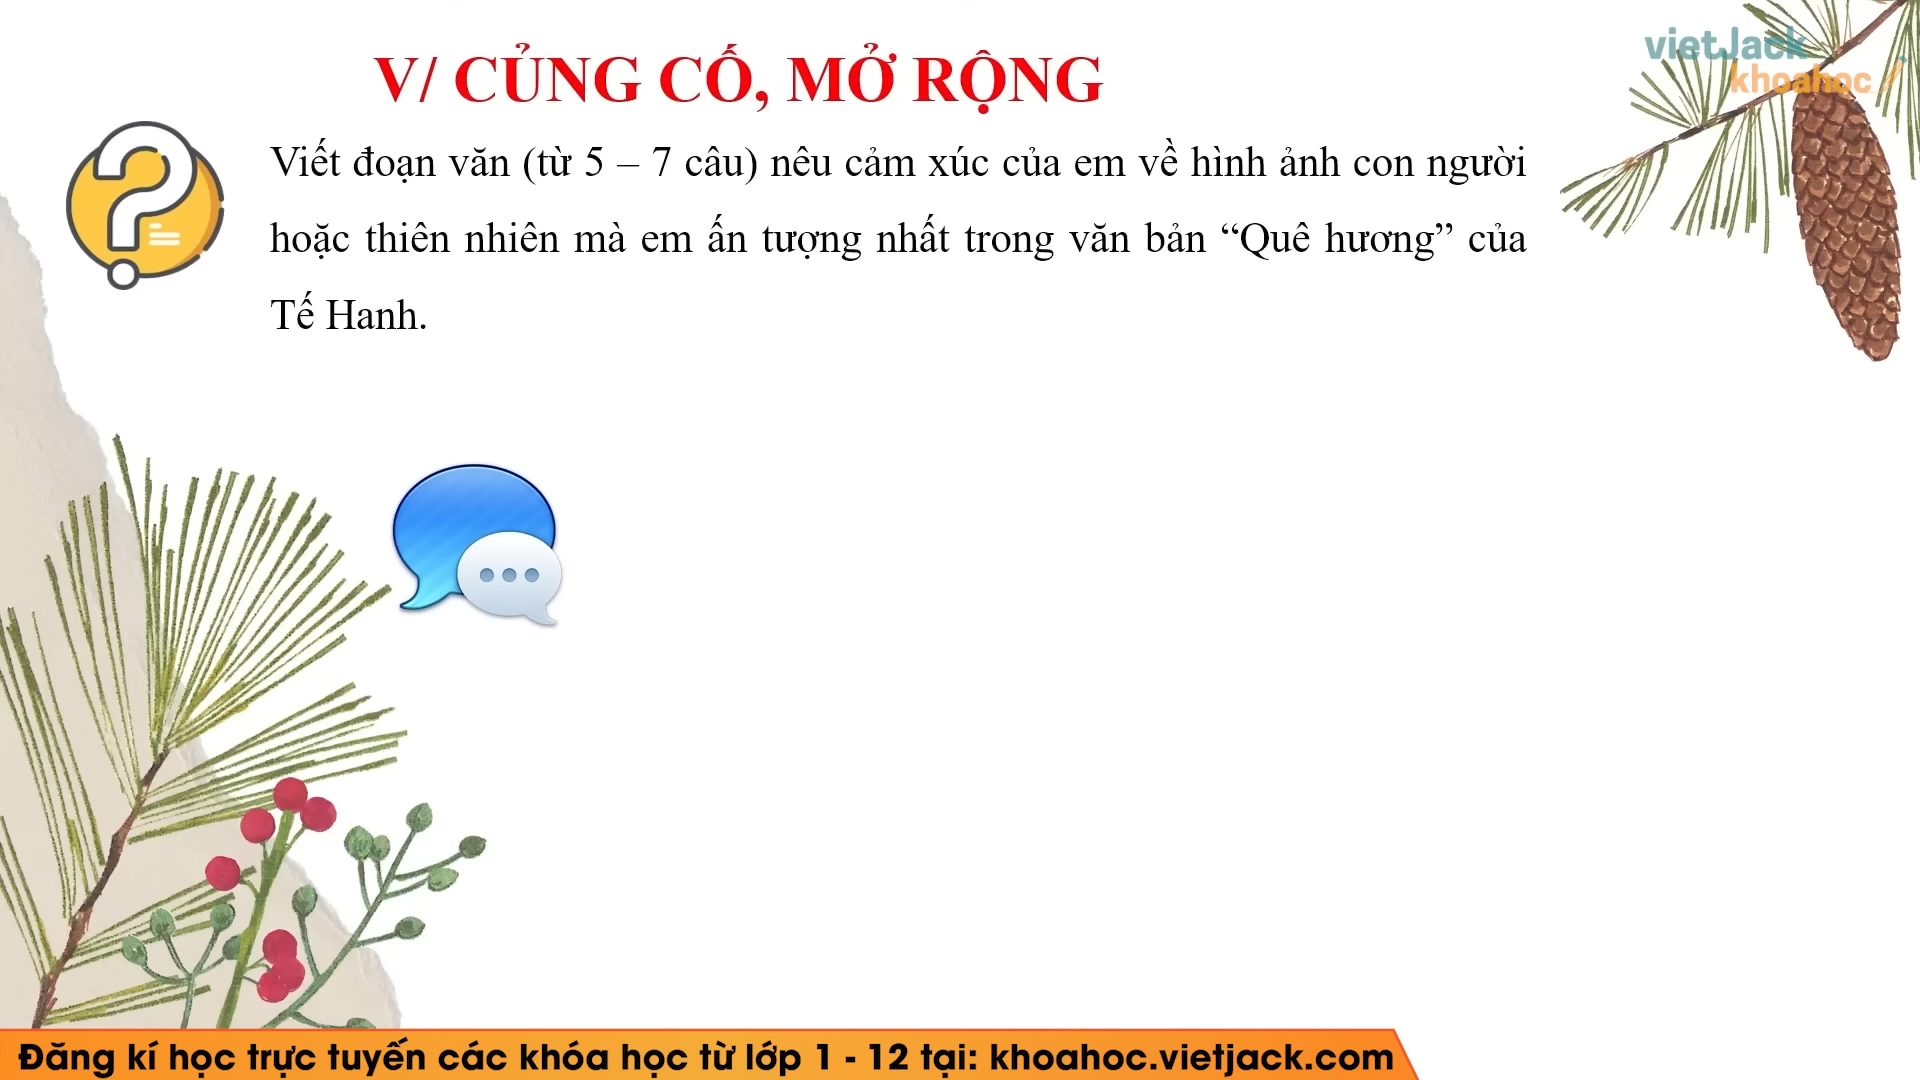 V/ CỦNG CỐ, MỞ RỘNG
vietJack
khoahoc
Viết đoạn văn (từ 5 – 7 câu) nêu cảm xúc của em về hình ảnh con người
hoặc thiên nhiên mà em ấn tượng nhất trong văn bản “Quê hương” của
Tế Hanh.
Đăng kí học trực tuyến các khóa học từ lớp 1 - 12 tại: khoahoc.vietjack.com